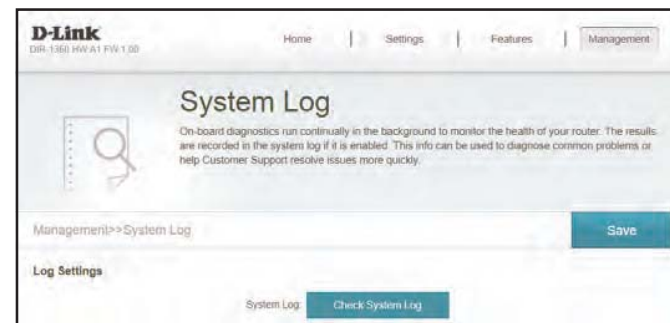 D-Link
DIR-1360 HW:A1 FW:1.00
Home | Settings | Features | Management
System Log
On-board diagnostics run continually in the background to monitor the health of your router. The results
are recorded in the system log if it is enabled. This info can be used to diagnose common problems or
help Customer Support resolve issues more quickly.
Management>>System Log
Save
Log Settings
System Log:
Check System Log